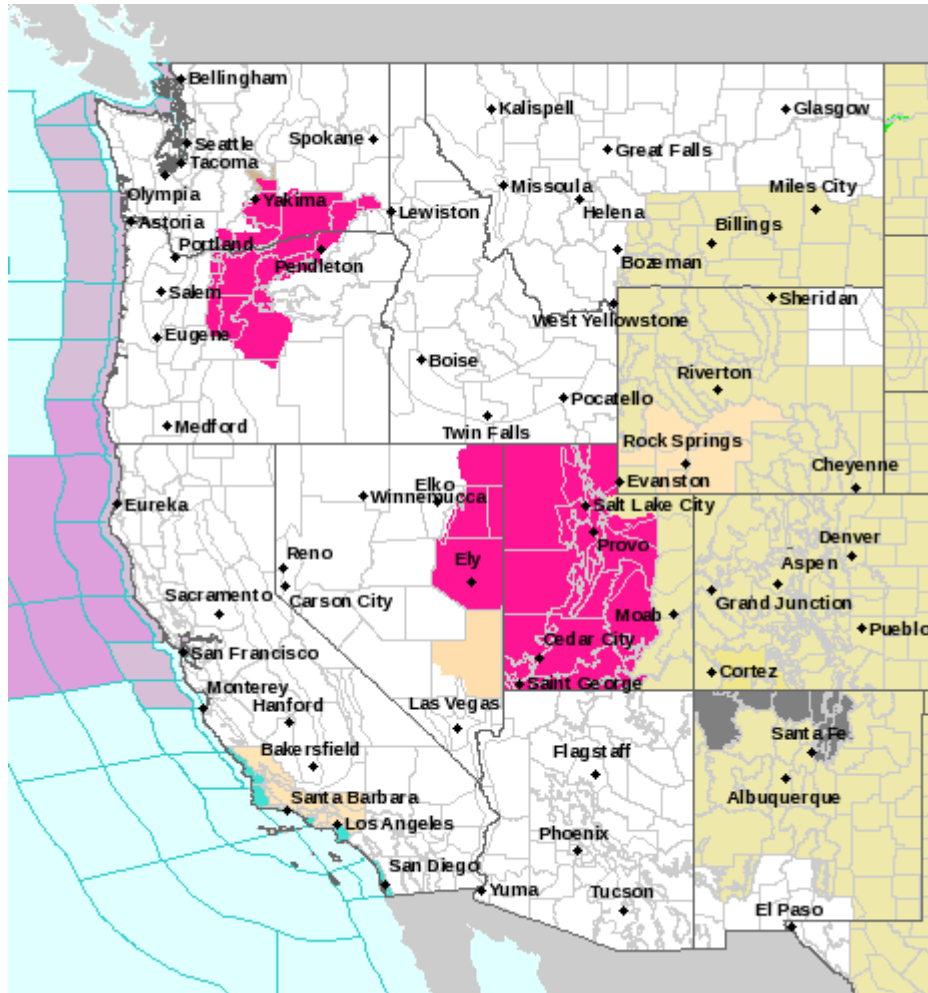 Bellingham
Kalispell
Glasgow
Seattle
Spokane
Great Falls
Tacoma
Missoula
Miles City
Olympia
Yakima
Helena
Lewiston
Astoria
Billings
Portland
Bozeman
Pendleton
Salem
Sheridan
West Yellowstone
Eugene
Boise
Riverton
Pocatello
Medford
Twin Falls
Rock Springs
Cheyenne
Elko
Evanston
Winnemucca
Eureka
Salt Lake City
Provo
Denver
Reno
Ely
Aspen
Carson City
Grand Junction
Sacramento
Moab
Pueblo
Cedar City
San Francisco
Cortez
Saint George
Monterey
Hanford
Las Vegas
Santa Fe
Bakersfield
Flagstaff
Albuquerque
Santa Barbara
Los Angeles
Phoenix
San Diego
Yuma
Tucson
El Paso